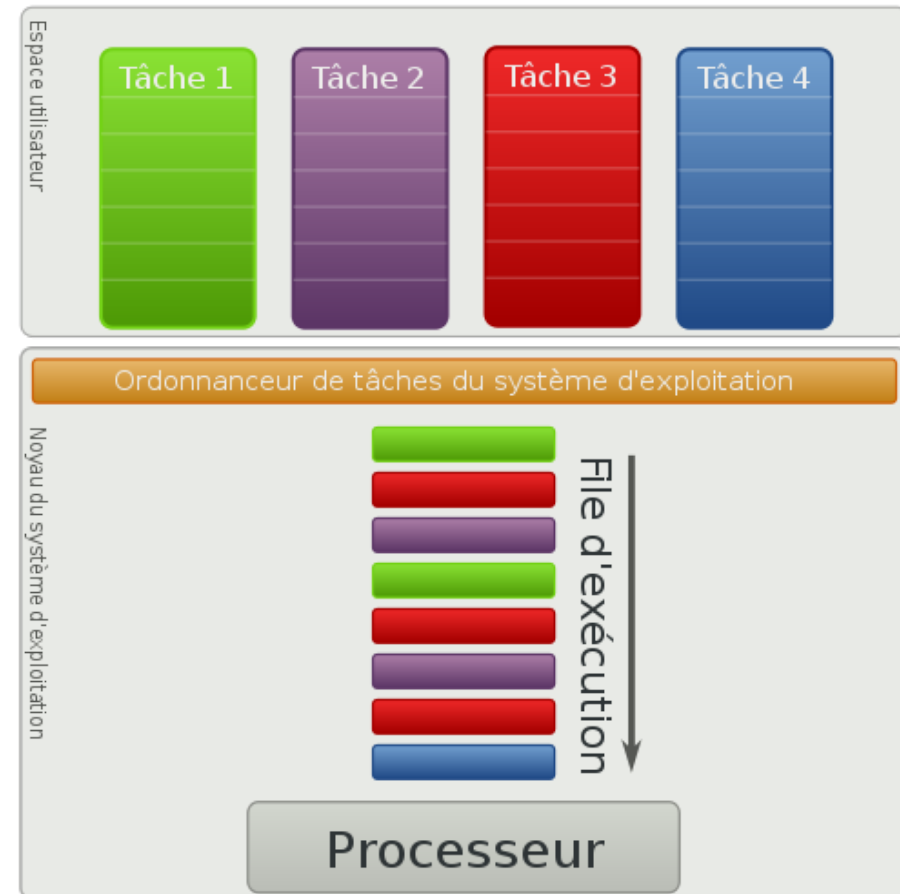 Espace utilisateur
Tâche 1
Tâche 2
Tâche 3
Tâche 4
Ordonnanceur de tâches du système d'exploitation
Noyau du système d'exploitation
File d'exécution
Processeur